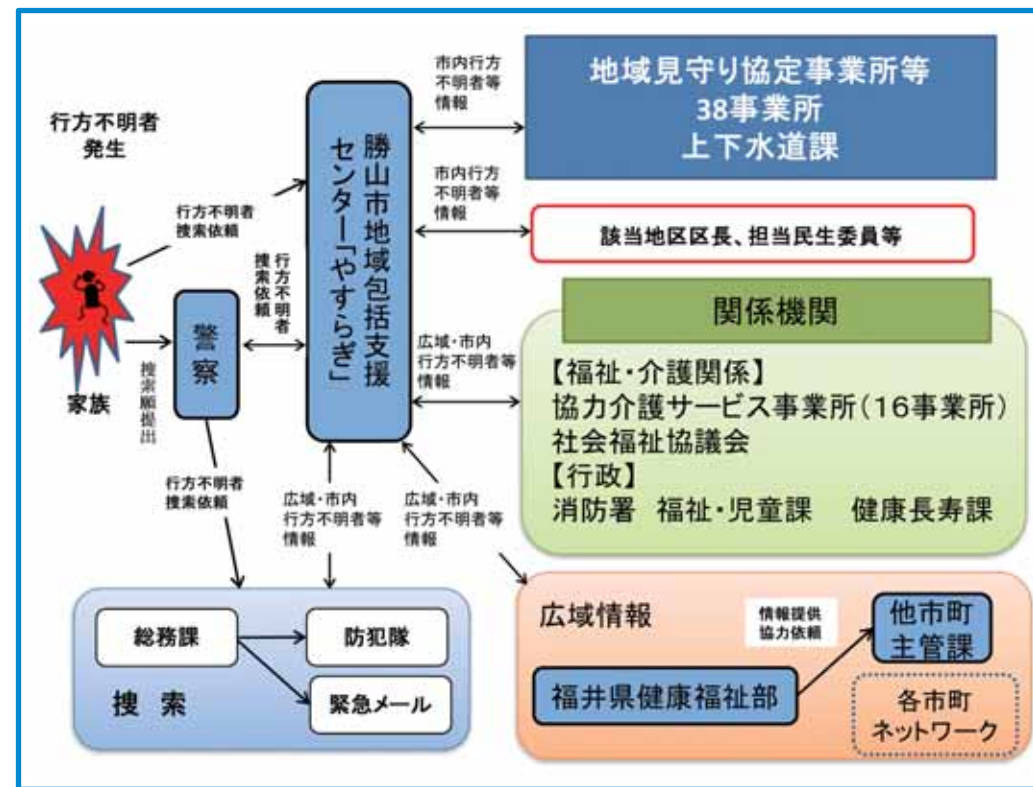 行方不明者
発生
家族
行方不明者
捜索依頼
捜索願提出
警察
行方不明者
捜索依頼
行方不明者
捜索依頼
勝山市地域包括支援
センター「やすらぎ」
市内行方
不明者等
情報
地域見守り協定事業所等
38事業所
上下水道課
市内行方
不明者等
情報
該当地区区長、担当民生委員等
広域・市内
行方不明者等
情報
関係機関
【福祉・介護関係】
協力介護サービス事業所(16事業所)
社会福祉協議会
【行政】
消防署 福祉・児童課 健康長寿課
広域・市内
行方不明者等
情報
広域・市内
行方不明者等
情報
総務課
防犯隊
緊急メール
捜 索
広域情報
情報提供
協力依頼
他市町
主管課
福井県健康福祉部
各市町
ネットワーク